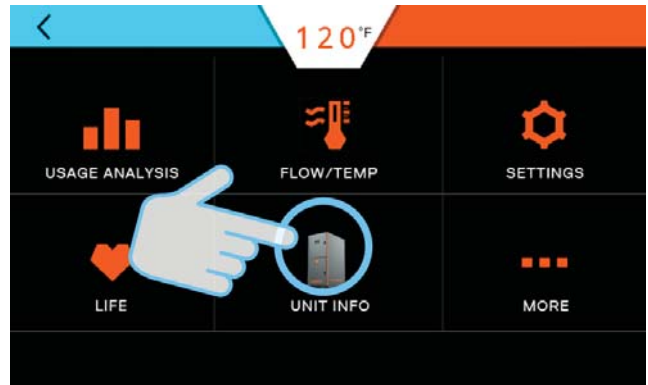 120°F
USAGE ANALYSIS
FLOW/TEMP
SETTINGS
LIFE
UNIT INFO
MORE